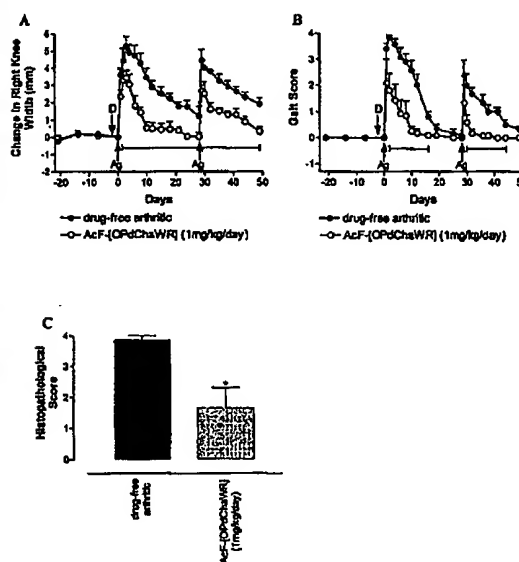 A
B
Change in Right Knee
Width (mm)
6
5
4
3
2
1
0
-1
-2
D
Ag
Ag
-20 -10 0 10 20 30 40 50
Days
drug-free arthritic
AcF-[OPdChaWR] (1mg/kg/day)
Gait Score
4
3
2
1
0
-1
D
Ag
Ag
-20 -10 0 10 20 30 40 50
Days
drug-free arthritic
AcF-[OPdChaWR] (1mg/kg/day)
C
Histopathological
Score
4
3
2
1
0
*
drug-free
arthritic
AcF-[OPdChaWR]
(1mg/kg/day)